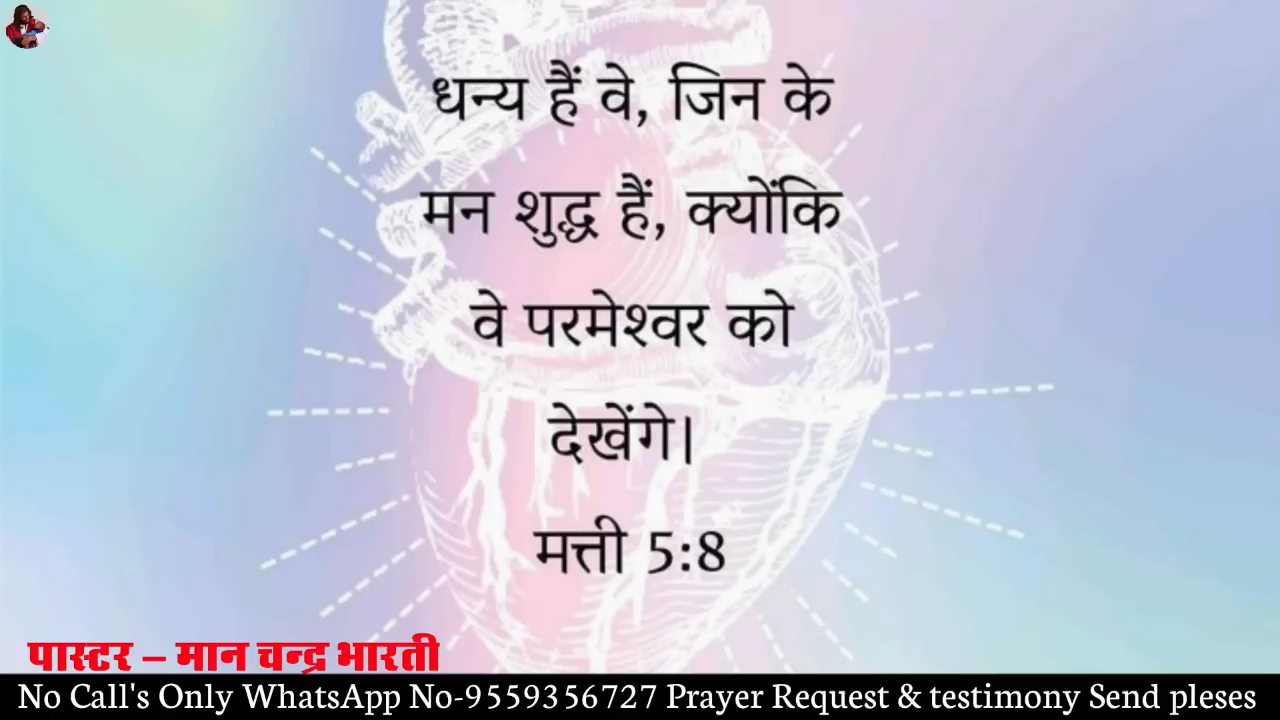 धन्य हैं वे, जिन के
मन शुद्ध हैं, क्योंकि
वे परमेश्वर को
देखेंगे।
मत्ती 5:8
पास्टर – मान चन्द्र भारती
No Call's Only WhatsApp No-9559356727 Prayer Request & testimony Send pleses